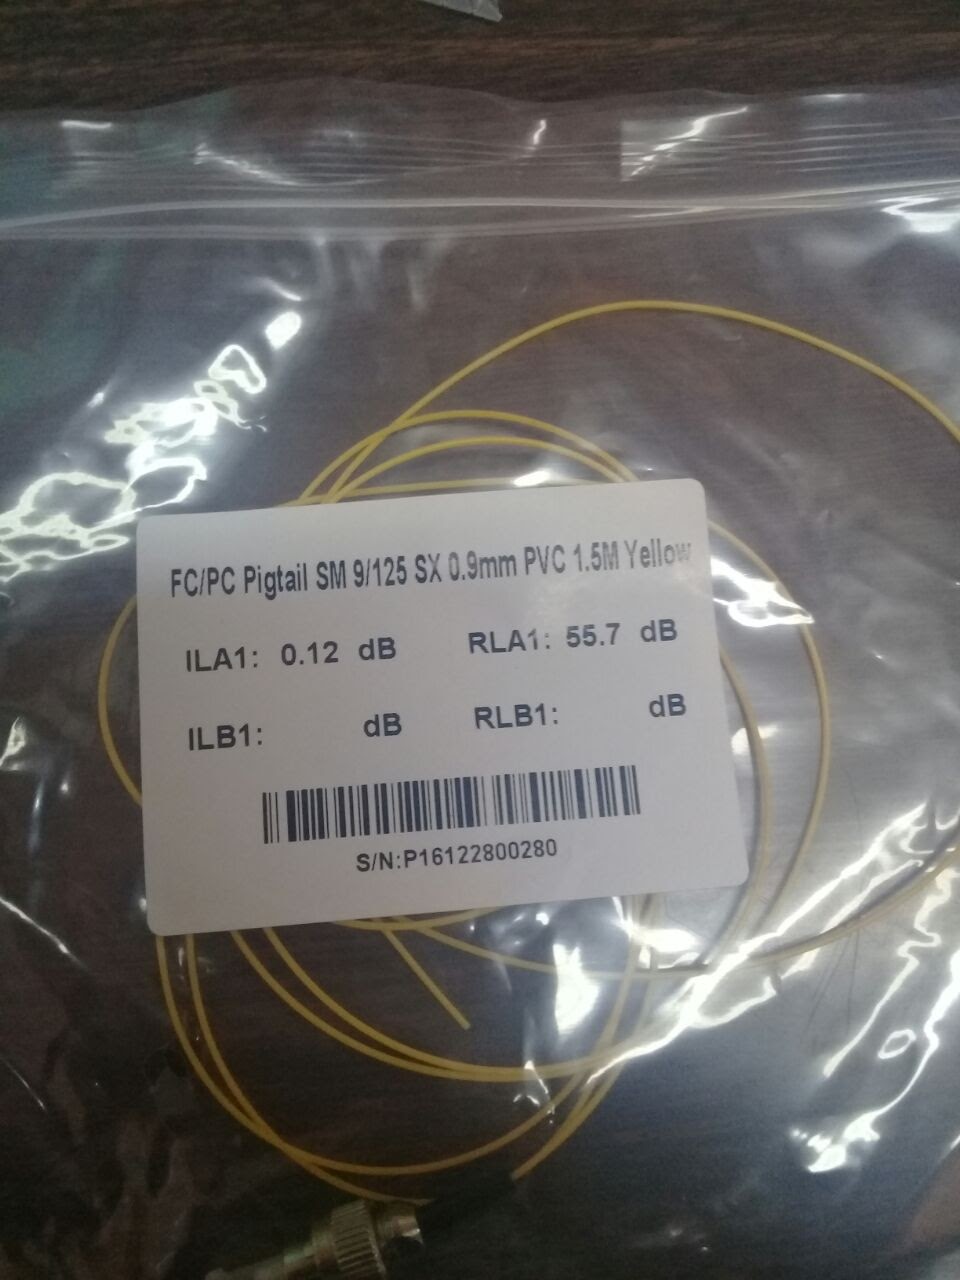 FC/PC Pigtail SM 9/125 SX 0.9mm PVC 1.5M Yellow
ILA1: 0.12 dB RLA1: 55.7 dB
ILB1: dB RLB1: dB
S/N:P16122800280